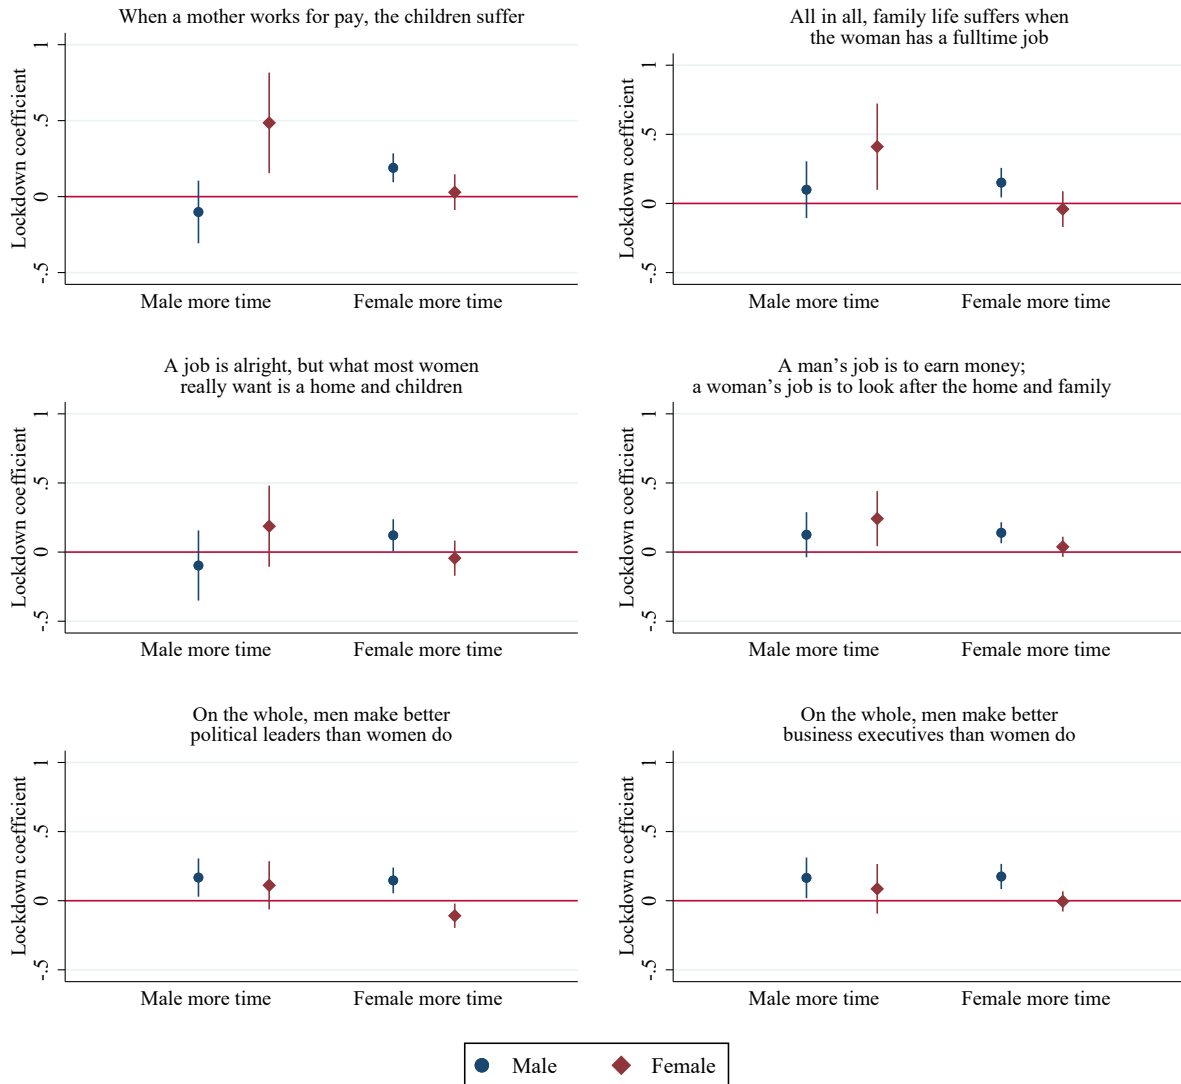 When a mother works for pay, the children suffer
Lockdown coefficient
1
.5
0
-.5
Male more time
Female more time
All in all, family life suffers when
the woman has a fulltime job
Lockdown coefficient
1
.5
0
-.5
Male more time
Female more time
A job is alright, but what most women
really want is a home and children
Lockdown coefficient
1
.5
0
-.5
Male more time
Female more time
A man’s job is to earn money;
a woman’s job is to look after the home and family
Lockdown coefficient
1
.5
0
-.5
Male more time
Female more time
On the whole, men make better
political leaders than women do
Lockdown coefficient
1
.5
0
-.5
Male more time
Female more time
On the whole, men make better
business executives than women do
Lockdown coefficient
1
.5
0
-.5
Male more time
Female more time
Male
Female